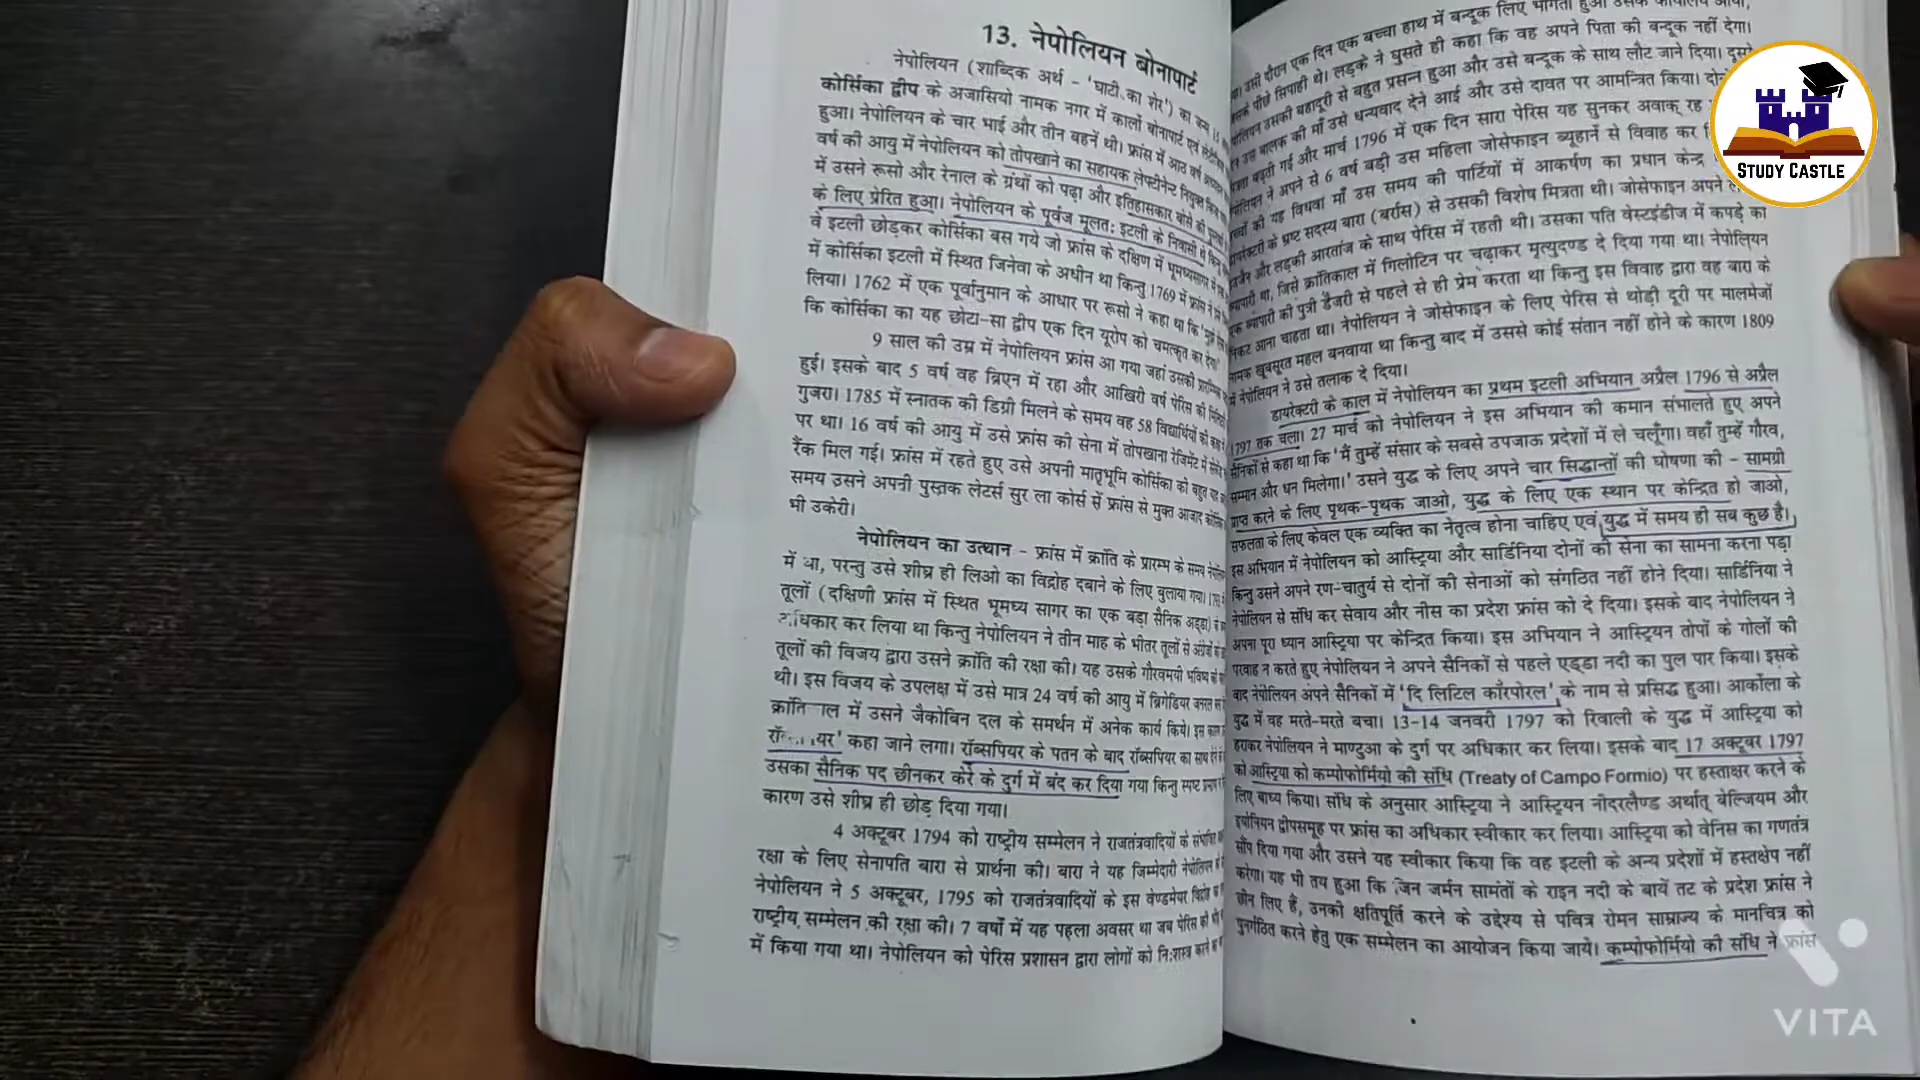 13. नेपोलियन बोनापार्ट
नेपोलियन (शाब्दिक अर्थ - 'घाटी का शेर') का जन्म
कोर्सिका द्वीप के अजासियो नामक नगर में कार्लो बोनापार्ट एवं
हुआ। नेपोलियन के चार भाई और तीन बहनें थी। फ्रांस में आठ वर्ष
वर्ष की आयु में नेपोलियन को तोपखाने का सहायक लेफ्टीनेन्ट नियुक्त किया
में उसने रूसो और रेनाल के ग्रंथों को पढ़ा और इतिहासकार बोसे की
के लिए प्रेरित हुआ। नेपोलियन के पूर्वज मूलतः इटली के निवासी थे किन्तु
वे इटली छोड़कर कोर्सिका बस गये जो फ्रांस के दक्षिण में भूमध्यसागर में
में कोर्सिका इटली में स्थित जिनेवा के अधीन था किन्तु 1769 में फ्रांस ने
लिया। 1762 में एक पूर्वानुमान के आधार पर रूसो ने कहा था कि 'मुझे
कि कोर्सिका का यह छोटा-सा द्वीप एक दिन यूरोप को चमत्कृत कर देगा'
9 साल की उम्र में नेपोलियन फ्रांस आ गया जहां उसकी प्रारम्भिक
हुई। इसके बाद 5 वर्ष वह ब्रिएन में रहा और आखिरी वर्ष पेरिस की
गुजरा। 1785 में स्नातक की डिग्री मिलने के समय वह 58 विद्यार्थियों की कक्षा
पर था। 16 वर्ष की आयु में उसे फ्रांस की सेना में तोपखाना रेजिमेंट में
रैंक मिल गई। फ्रांस में रहते हुए उसे अपनी मातृभूमि कोर्सिका को बहुत
समय उसने अपनी पुस्तक लेटर्स सुर ला कोर्स में फ्रांस से मुक्त आजाद
भी उकेरी।
नेपोलियन का उत्थान - फ्रांस में क्रांति के प्रारम्भ के समय
में था, परन्तु उसे शीघ्र ही लिओ का विद्रोह दबाने के लिए बुलाया गया।
तूलों (दक्षिणी फ्रांस में स्थित भूमध्य सागर का एक बड़ा सैनिक अड्डा)
अधिकार कर लिया था किन्तु नेपोलियन ने तीन माह के भीतर तूलों से अंग्रेजों
तूलों की विजय द्वारा उसने क्रांति की रक्षा की। यह उसके गौरवमयी भविष्य
थी। इस विजय के उपलक्ष में उसे मात्र 24 वर्ष की आयु में ब्रिगेडियर जनरल
में उसने जैकोबिन दल के समर्थन में अनेक कार्य किये। इस
कहा जाने लगा। रॉब्सपियर के पतन के बाद रॉब्सपियर का साथ
उसका सैनिक पद छीनकर करे के दुर्ग में बंद कर दिया गया किन्तु स्पष्ट
कारण उसे शीघ्र ही छोड़ दिया गया।
4 अक्टूबर 1794 को राष्ट्रीय सम्मेलन ने राजतंत्रवादियों के संभावित
रक्षा के लिए सेनापति बारा से प्रार्थना की। बारा ने यह जिम्मेदारी नेपोलियन
नेपोलियन ने 5 अक्टूबर, 1795 को राजतंत्रवादियों के इस वेण्डमेयर विद्रोह
राष्ट्रीय सम्मेलन की रक्षा की। 7 वर्षों में यह पहला अवसर था जब पेरिस
में किया गया था। नेपोलियन को पेरिस प्रशासन द्वारा लोगों को निःशस्त्र करने
उसी दौरान एक दिन एक बच्चा हाथ में बन्दूक लिए भागता हुआ उसके कार्यालय आया,
पीछे सिपाही थे। लड़के ने घुसते ही कहा कि वह अपने पिता की बन्दूक नहीं देगा।
उसकी बहादूरी से बहुत प्रसन्न हुआ और उसे बन्दूक के साथ लौट जाने दिया।
उस बालक की माँ उसे धन्यवाद देने आई और उसे दावत पर आमन्त्रित किया।
बढ़ती गई और मार्च 1796 में एक दिन सारा पेरिस यह सुनकर अवाक् रह
ने अपने से 6 वर्ष बड़ी उस महिला जोसेफाइन ब्यूहार्ने से विवाह कर
की यह विधवा माँ उस समय की पार्टियों में आकर्षण का प्रधान केन्द्र
के भ्रष्ट सदस्य बारा (बर्रास) से उसकी विशेष मित्रता थी। जोसेफाइन अपने
और लड़की आरतांज के साथ पेरिस में रहती थी। उसका पति वेस्टइंडीज में कपड़े का
था, जिसे क्रांतिकाल में गिलोटिन पर चढ़ाकर मृत्युदण्ड दे दिया गया था। नेपोलियन
एक व्यापारी की पुत्री डैजरी से पहले से ही प्रेम करता था किन्तु इस विवाह द्वारा वह बारा के
निकट आना चाहता था। नेपोलियन ने जोसेफाइन के लिए पेरिस से थोड़ी दूरी पर मालमेजों
नामक खूबसूरत महल बनवाया था किन्तु बाद में उससे कोई संतान नहीं होने के कारण 1809
में नेपोलियन ने उसे तलाक दे दिया।
डायरेक्टरी के काल में नेपोलियन का प्रथम इटली अभियान अप्रैल 1796 से अप्रैल
1797 तक चला। 27 मार्च को नेपोलियन ने इस अभियान की कमान संभालते हुए अपने
सैनिकों से कहा था कि 'मैं तुम्हें संसार के सबसे उपजाऊ प्रदेशों में ले चलूँगा। वहाँ तुम्हें गौरव,
सम्मान और धन मिलेगा।' उसने युद्ध के लिए अपने चार सिद्धान्तों की घोषणा की - सामग्री
प्राप्त करने के लिए पृथक-पृथक जाओ, युद्ध के लिए एक स्थान पर केन्द्रित हो जाओ,
सफलता के लिए केवल एक व्यक्ति का नेतृत्व होना चाहिए एवं युद्ध में समय ही सब कुछ है।
इस अभियान में नेपोलियन को आस्ट्रिया और सार्डिनिया दोनों की सेना का सामना करना पड़ा
किन्तु उसने अपने रण-चातुर्य से दोनों की सेनाओं को संगठित नहीं होने दिया। सार्डिनिया ने
नेपोलियन से संधि कर सेवाय और नीस का प्रदेश फ्रांस को दे दिया। इसके बाद नेपोलियन ने
अपना पूरा ध्यान आस्ट्रिया पर केन्द्रित किया। इस अभियान ने आस्ट्रियन तोपों के गोलों की
परवाह न करते हुए नेपोलियन ने अपने सैनिकों से पहले एड्डा नदी का पुल पार किया। इसके
बाद नेपोलियन अपने सैनिकों में 'दि लिटिल कॉरपोरल' के नाम से प्रसिद्ध हुआ। आर्कोला के
युद्ध में वह मरते-मरते बचा। 13-14 जनवरी 1797 को रिवाली के युद्ध में आस्ट्रिया को
हराकर नेपोलियन ने माण्टुआ के दुर्ग पर अधिकार कर लिया। इसके बाद 17 अक्टूबर 1797
को आस्ट्रिया को कम्पोफोर्मियो की संधि (Treaty of Campo Formio) पर हस्ताक्षर करने के
लिए बाध्य किया। संधि के अनुसार आस्ट्रिया ने आस्ट्रियन नीदरलैण्ड अर्थात् बेल्जियम और
इयोनियन द्वीपसमूह पर फ्रांस का अधिकार स्वीकार कर लिया। आस्ट्रिया को वेनिस का गणतंत्र
सौंप दिया गया और उसने यह स्वीकार किया कि वह इटली के अन्य प्रदेशों में हस्तक्षेप नहीं
करेगा। यह भी तय हुआ कि जिन जर्मन सामंतों के राइन नदी के बायें तट के प्रदेश फ्रांस ने
छीन लिए हैं, उनकी क्षतिपूर्ति करने के उद्देश्य से पवित्र रोमन साम्राज्य के मानचित्र को
पुनर्गठित करने हेतु एक सम्मेलन का आयोजन किया जाये। कम्पोफोर्मियो की संधि ने फ्रांस
STUDY CASTLE
VITA